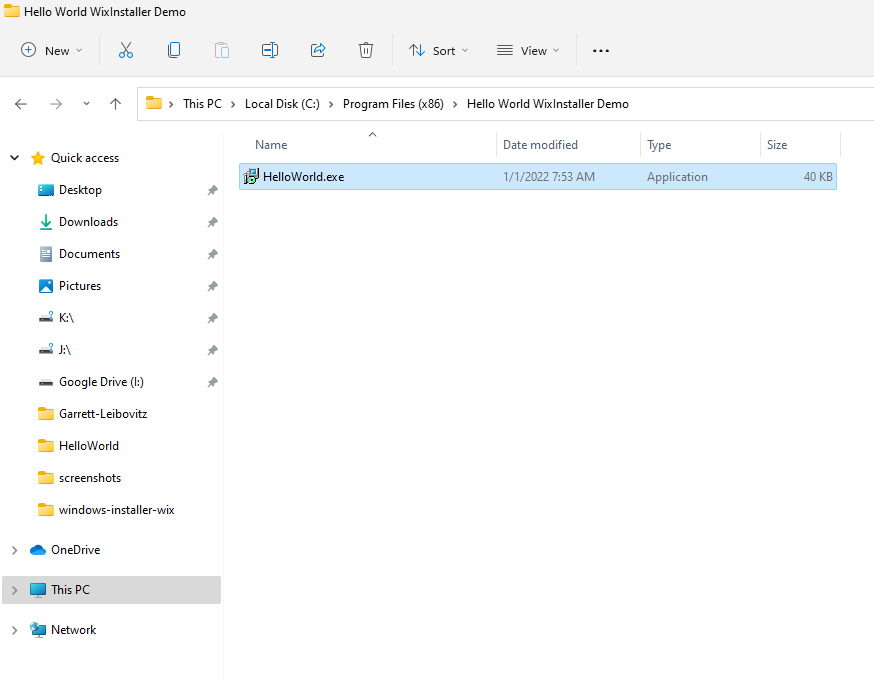 Hello World WixInstaller Demo
New Sort View
This PC Local Disk (C:) Program Files (x86) Hello World WixInstaller Demo
Name Date modified Type Size
HelloWorld.exe 1/1/2022 7:53 AM Application 40 KB
Quick access
Desktop
Downloads
Documents
Pictures
K:\
J:\
Google Drive (I:)
Garrett-Leibovitz
HelloWorld
screenshots
windows-installer-wix
OneDrive
This PC
Network